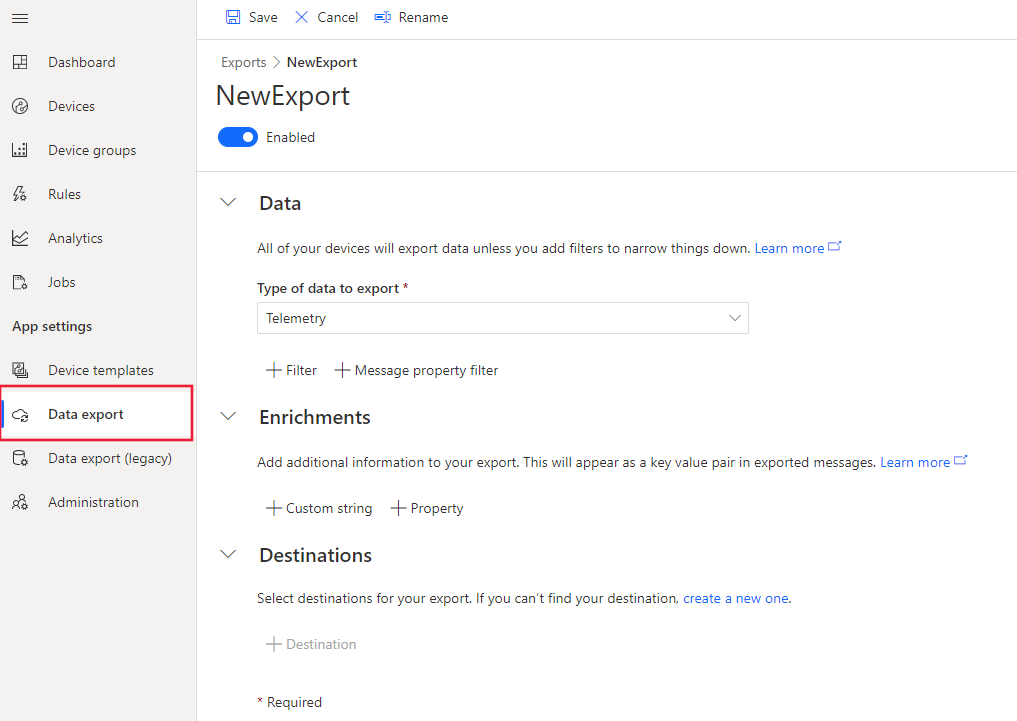 Save Cancel Rename
Dashboard
Devices
Device groups
Rules
Analytics
Jobs
App settings
Device templates
Data export
Data export (legacy)
Administration
Exports > NewExport
NewExport
Enabled
Data
All of your devices will export data unless you add filters to narrow things down. Learn more
Type of data to export *
Telemetry
+ Filter + Message property filter
Enrichments
Add additional information to your export. This will appear as a key value pair in exported messages. Learn more
+ Custom string + Property
Destinations
Select destinations for your export. If you can't find your destination, create a new one.
+ Destination
* Required